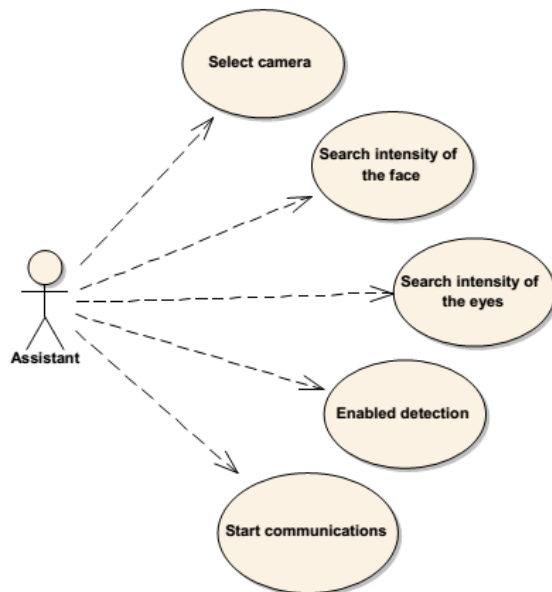 Select camera
Search intensity of
the face
Search intensity of
the eyes
Assistant
Enabled detection
Start communications